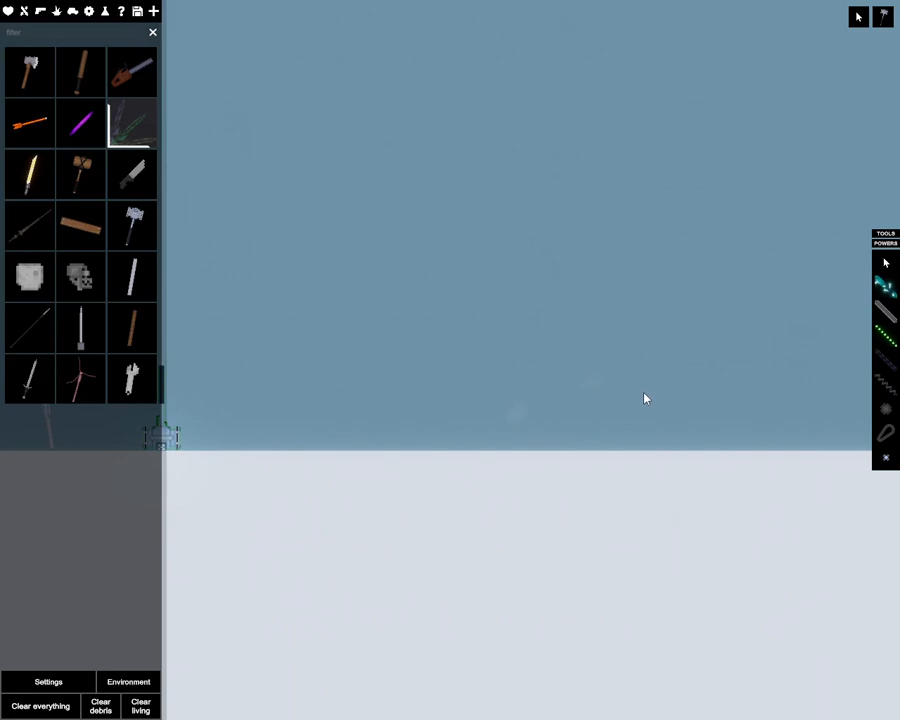 filter
TOOLS
POWERS
Settings
Environment
Clear everything
Clear debris
Clear living